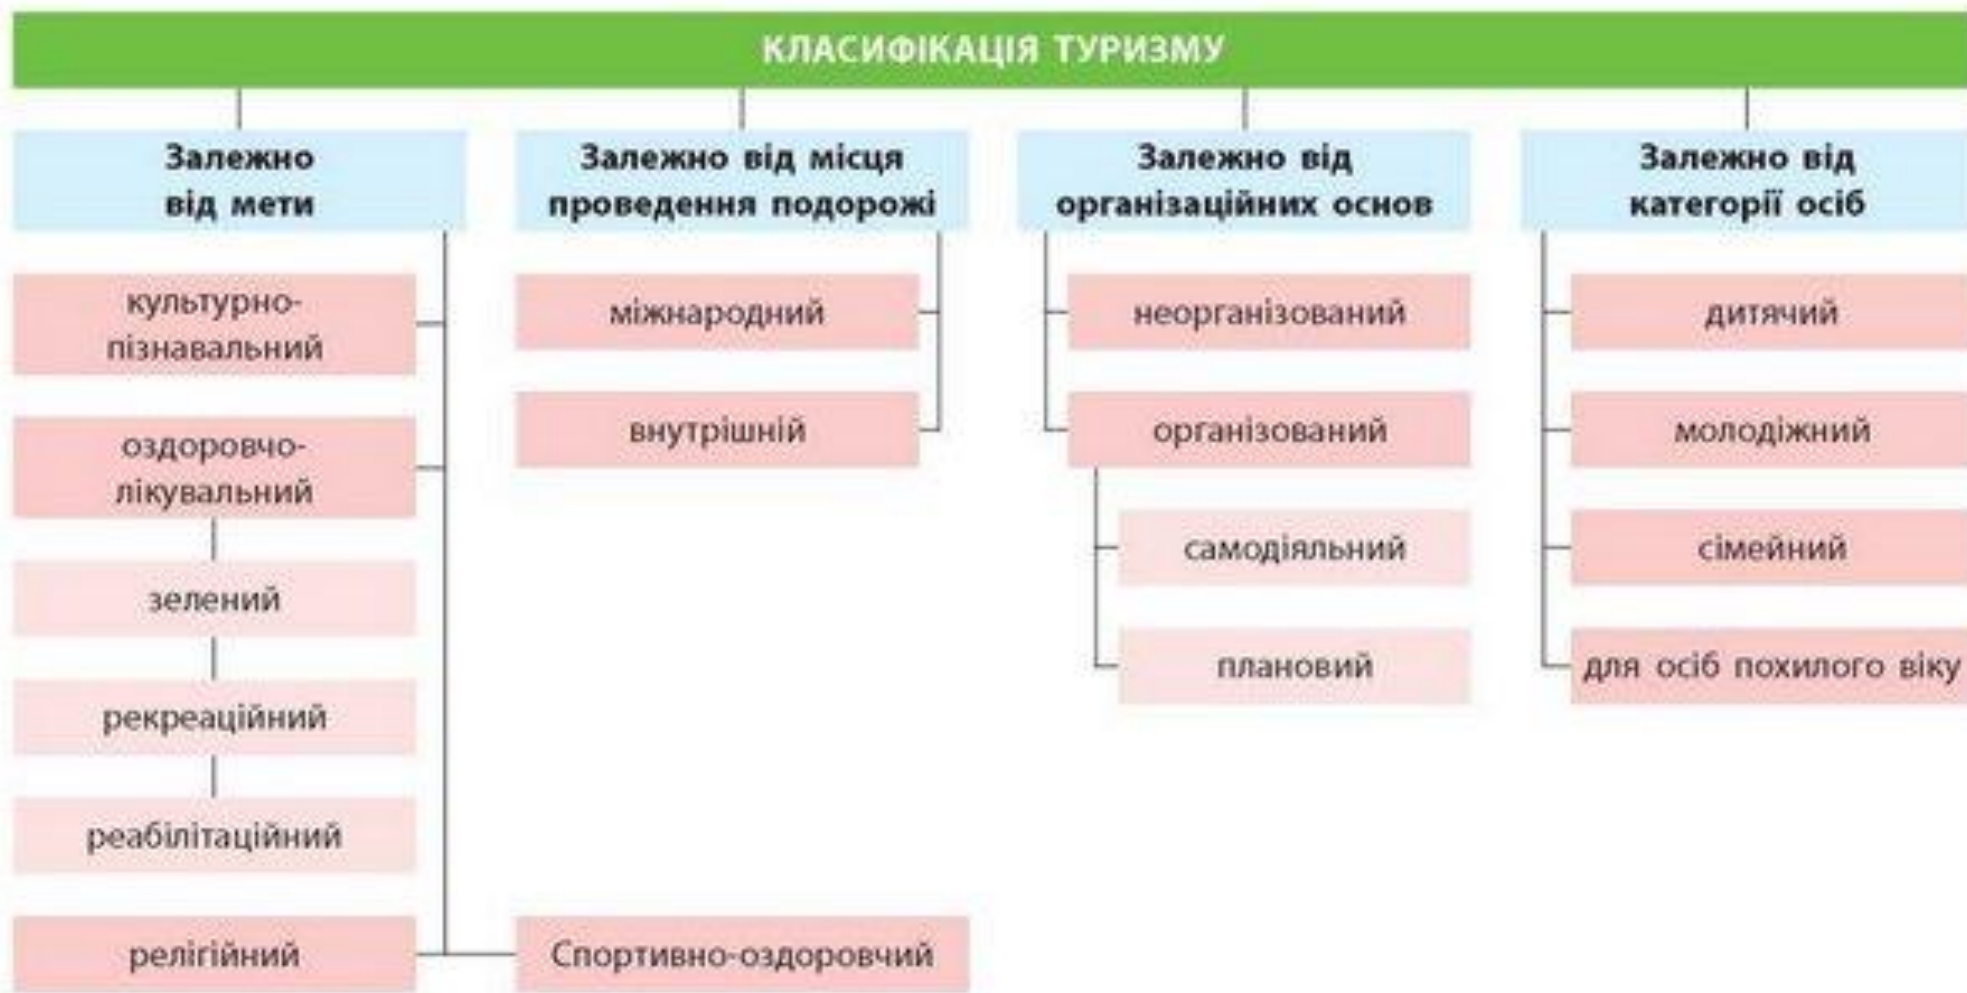 КЛАСИФІКАЦІЯ ТУРИЗМУ
Залежно
від мети
культурно-
пізнавальний
оздоровчо-
лікувальний
зелений
рекреаційний
реабілітаційний
релігійний
Спортивно-оздоровчий
Залежно від місця
проведення подорожі
міжнародний
внутрішній
Залежно від
організаційних основ
неорганізований
організований
самодіяльний
плановий
Залежно від
категорії осіб
дитячий
молодіжний
сімейний
для осіб похилого віку